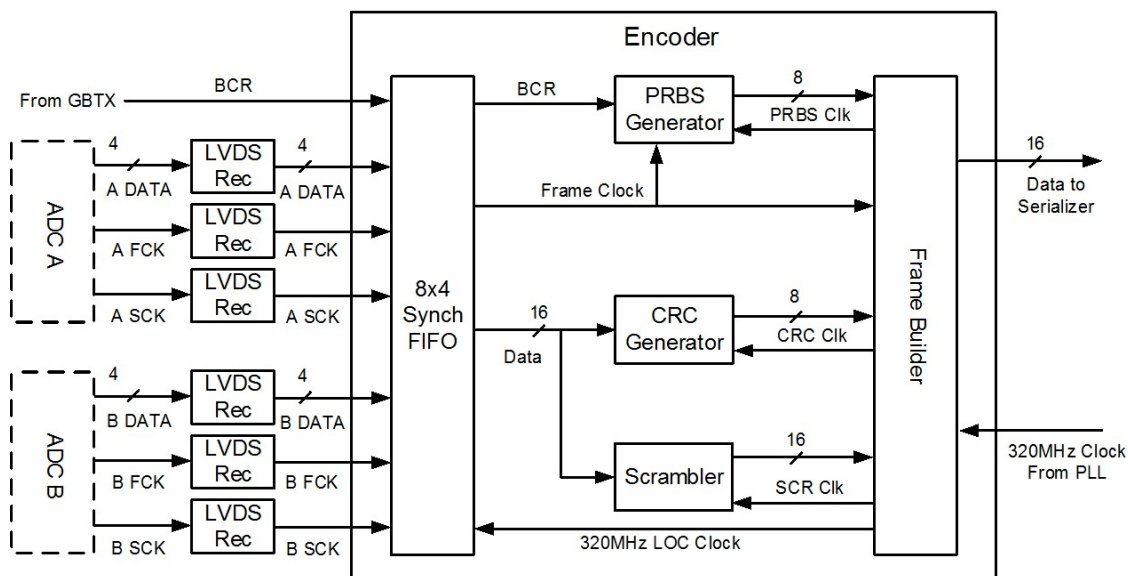 Encoder
From GBTX
BCR
BCR
PRBS
Generator
8
PRBS Clk
ADC A
4
A DATA
LVDS
Rec
4
A DATA
A FCK
LVDS
Rec
A FCK
A SCK
LVDS
Rec
A SCK
8x4
Synch
FIFO
Frame Clock
16
Data
CRC
Generator
8
CRC Clk
Scrambler
16
SCR Clk
320MHz LOC Clock
Frame Builder
16
Data to
Serializer
320MHz Clock
From PLL
ADC B
4
B DATA
LVDS
Rec
4
B DATA
B FCK
LVDS
Rec
B FCK
B SCK
LVDS
Rec
B SCK